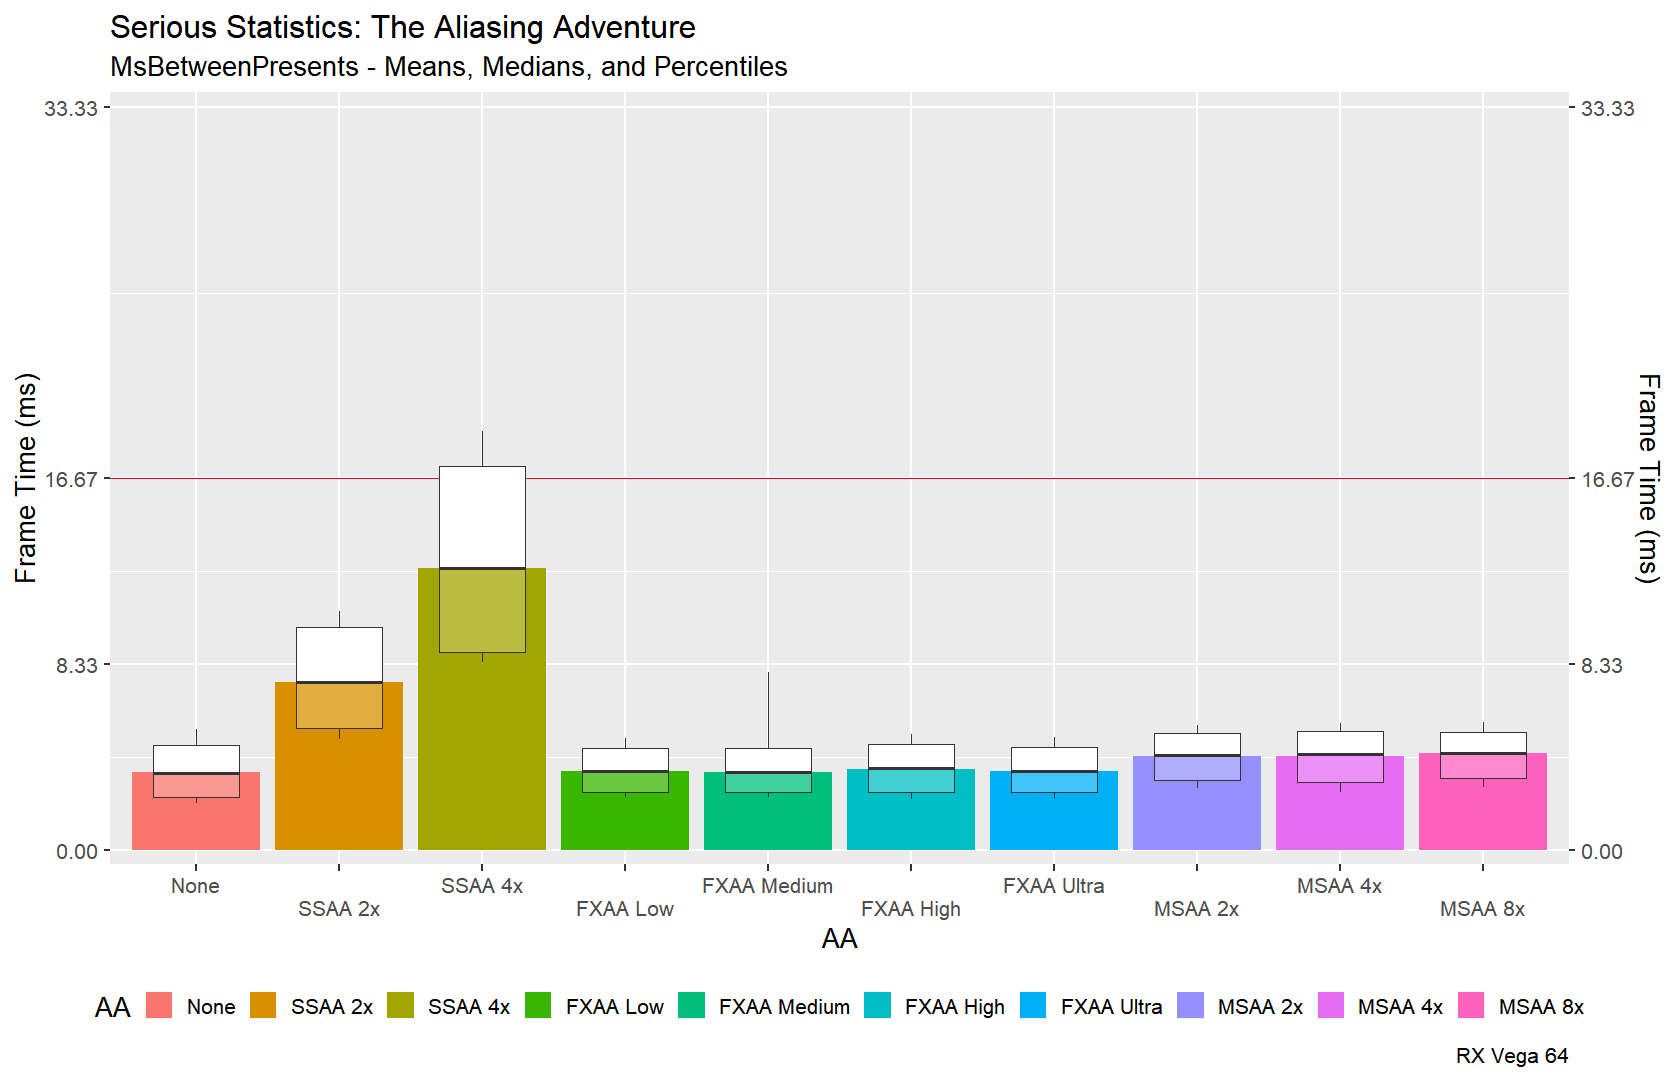 Serious Statistics: The Aliasing Adventure
MsBetweenPresents - Means, Medians, and Percentiles
Frame Time (ms)
33.33
16.67
8.33
0.00
33.33
16.67
8.33
0.00
Frame Time (ms)
None
SSAA 2x
SSAA 4x
FXAA Low
FXAA Medium
FXAA High
FXAA Ultra
MSAA 2x
MSAA 4x
MSAA 8x
AA
AA None SSAA 2x SSAA 4x FXAA Low FXAA Medium FXAA High FXAA Ultra MSAA 2x MSAA 4x MSAA 8x
RX Vega 64